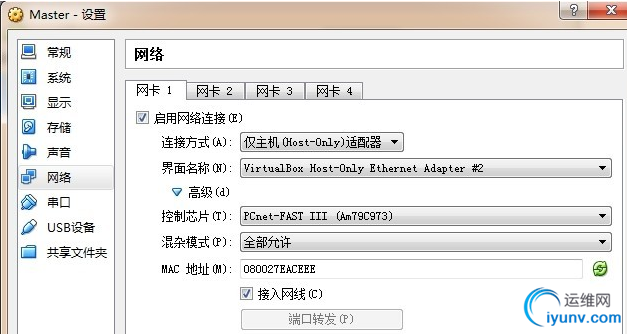 Master - 设置
?
常规
系统
显示
存储
声音
网络
串口
USB设备
共享文件夹
网络
网卡 1 网卡 2 网卡 3 网卡 4
启用网络连接(E)
连接方式(A): 仅主机(Host-Only)适配器
界面名称(N): VirtualBox Host-Only Ethernet Adapter #2
高级(d)
控制芯片(T): PCnet-FAST III (Am79C973)
混杂模式(P): 全部允许
MAC 地址(M): 080027EACEEE
接入网线(C)
端口转发(P)
运维网
iyunv.com